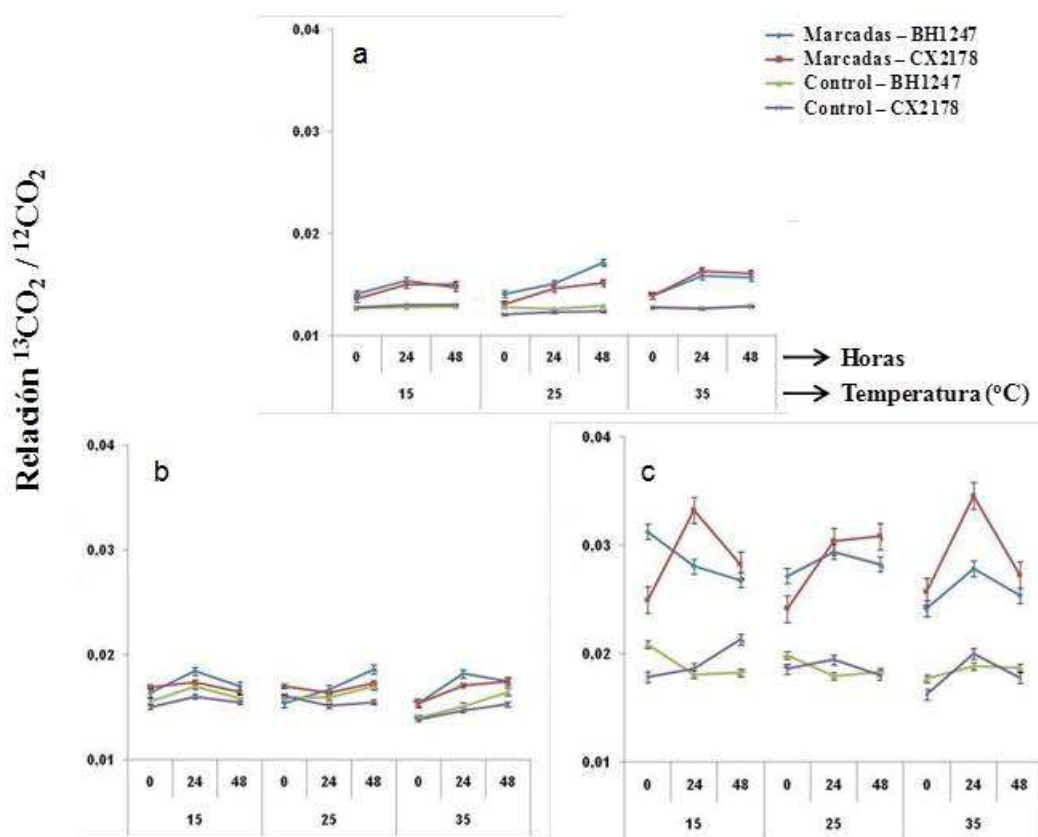 Relación ¹³CO₂ / ¹²CO₂
a
Marcadas – BH1247
Marcadas – CX2178
Control – BH1247
Control – CX2178
0,04
0,03
0,02
0,01
0 24 48 0 24 48 0 24 48
15 25 35
Horas
Temperatura (ºC)
b
0,04
0,03
0,02
0,01
0 24 48 0 24 48 0 24 48
15 25 35
c
0,04
0,03
0,02
0,01
0 24 48 0 24 48 0 24 48
15 25 35